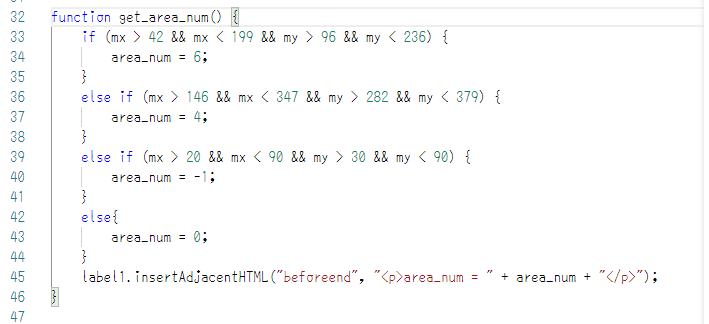 32 function get_area_num() {
33 if (mx > 42 && mx < 199 && my > 96 && my < 236) {
34 area_num = 6;
35 }
36 else if (mx > 146 && mx < 347 && my > 282 && my < 379) {
37 area_num = 4;
38 }
39 else if (mx > 20 && mx < 90 && my > 30 && my < 90) {
40 area_num = -1;
41 }
42 else{
43 area_num = 0;
44 }
45 label1.insertAdjacentHTML("beforeend", "<p>area_num = " + area_num + "</p>");
46 }
47